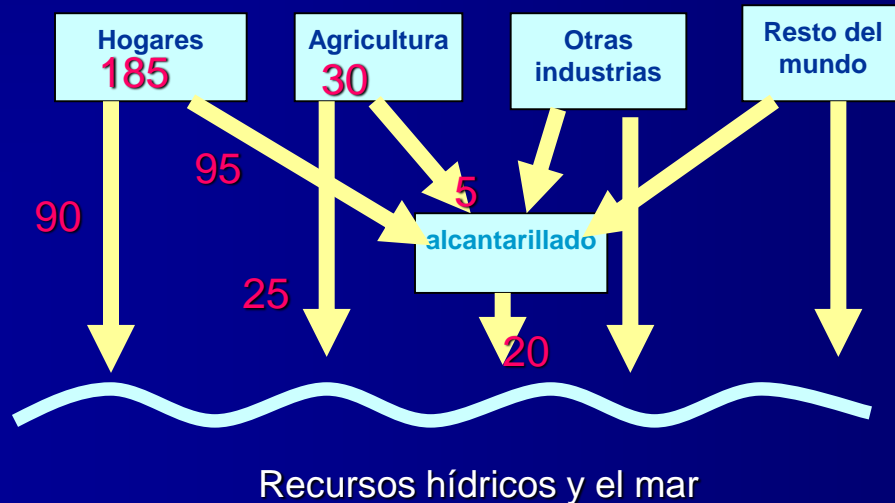 Hogares
185
Agricultura
30
Otras
industrias
Resto del
mundo
95
5
90
alcantarillado
25
20
Recursos hídricos y el mar